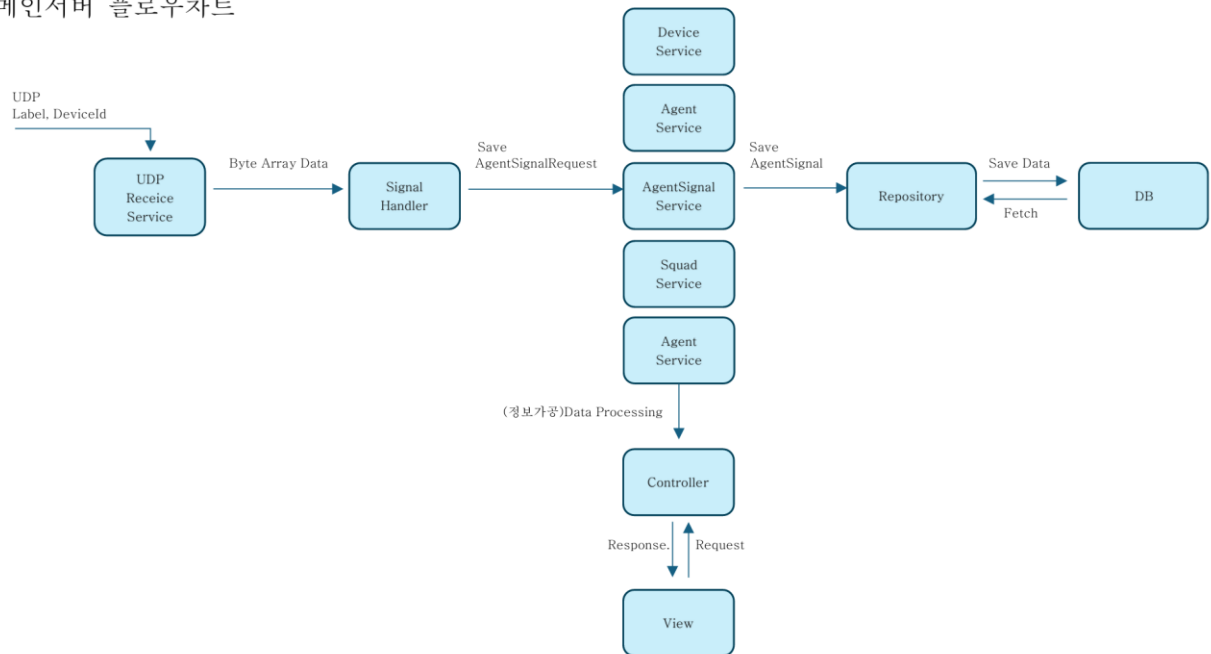 메인서버 플로우차트
Device
Service
UDP
Label, DeviceId
Agent
Service
Byte Array Data
Save
AgentSignalRequest
Save
AgentSignal
Save Data
UDP
Receice
Service
Signal
Handler
AgentSignal
Service
Repository
DB
Fetch
Squad
Service
Agent
Service
(정보가공)Data Processing
Controller
Response.
Request
View